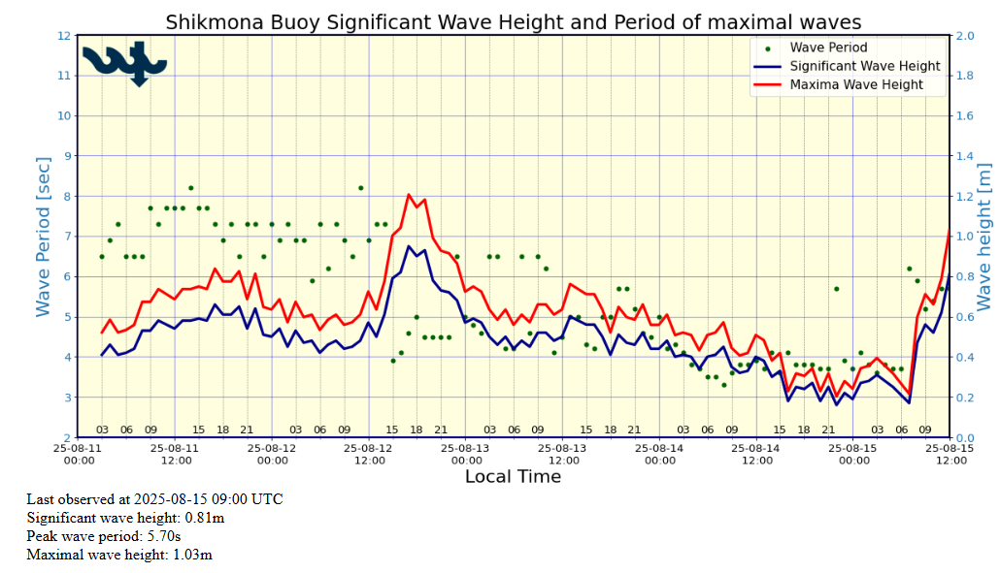 Shikmona Buoy Significant Wave Height and Period of maximal waves
Wave Period
Significant Wave Height
Maxima Wave Height
Wave Period [sec]
12
11
10
9
8
7
6
5
4
3
2
Wave height [m]
2.0
1.8
1.6
1.4
1.2
1.0
0.8
0.6
0.4
0.2
0.0
03 06 09 15 18 21 03 06 09 15 18 21 03 06 09 15 18 21 03 06 09 15 18 21 03 06 09
25-08-11 25-08-11 25-08-12 25-08-12 25-08-13 25-08-13 25-08-14 25-08-14 25-08-15 25-08-15
00:00 12:00 00:00 12:00 00:00 12:00 00:00 12:00 00:00 12:00
Local Time
Last observed at 2025-08-15 09:00 UTC
Significant wave height: 0.81m
Peak wave period: 5.70s
Maximal wave height: 1.03m